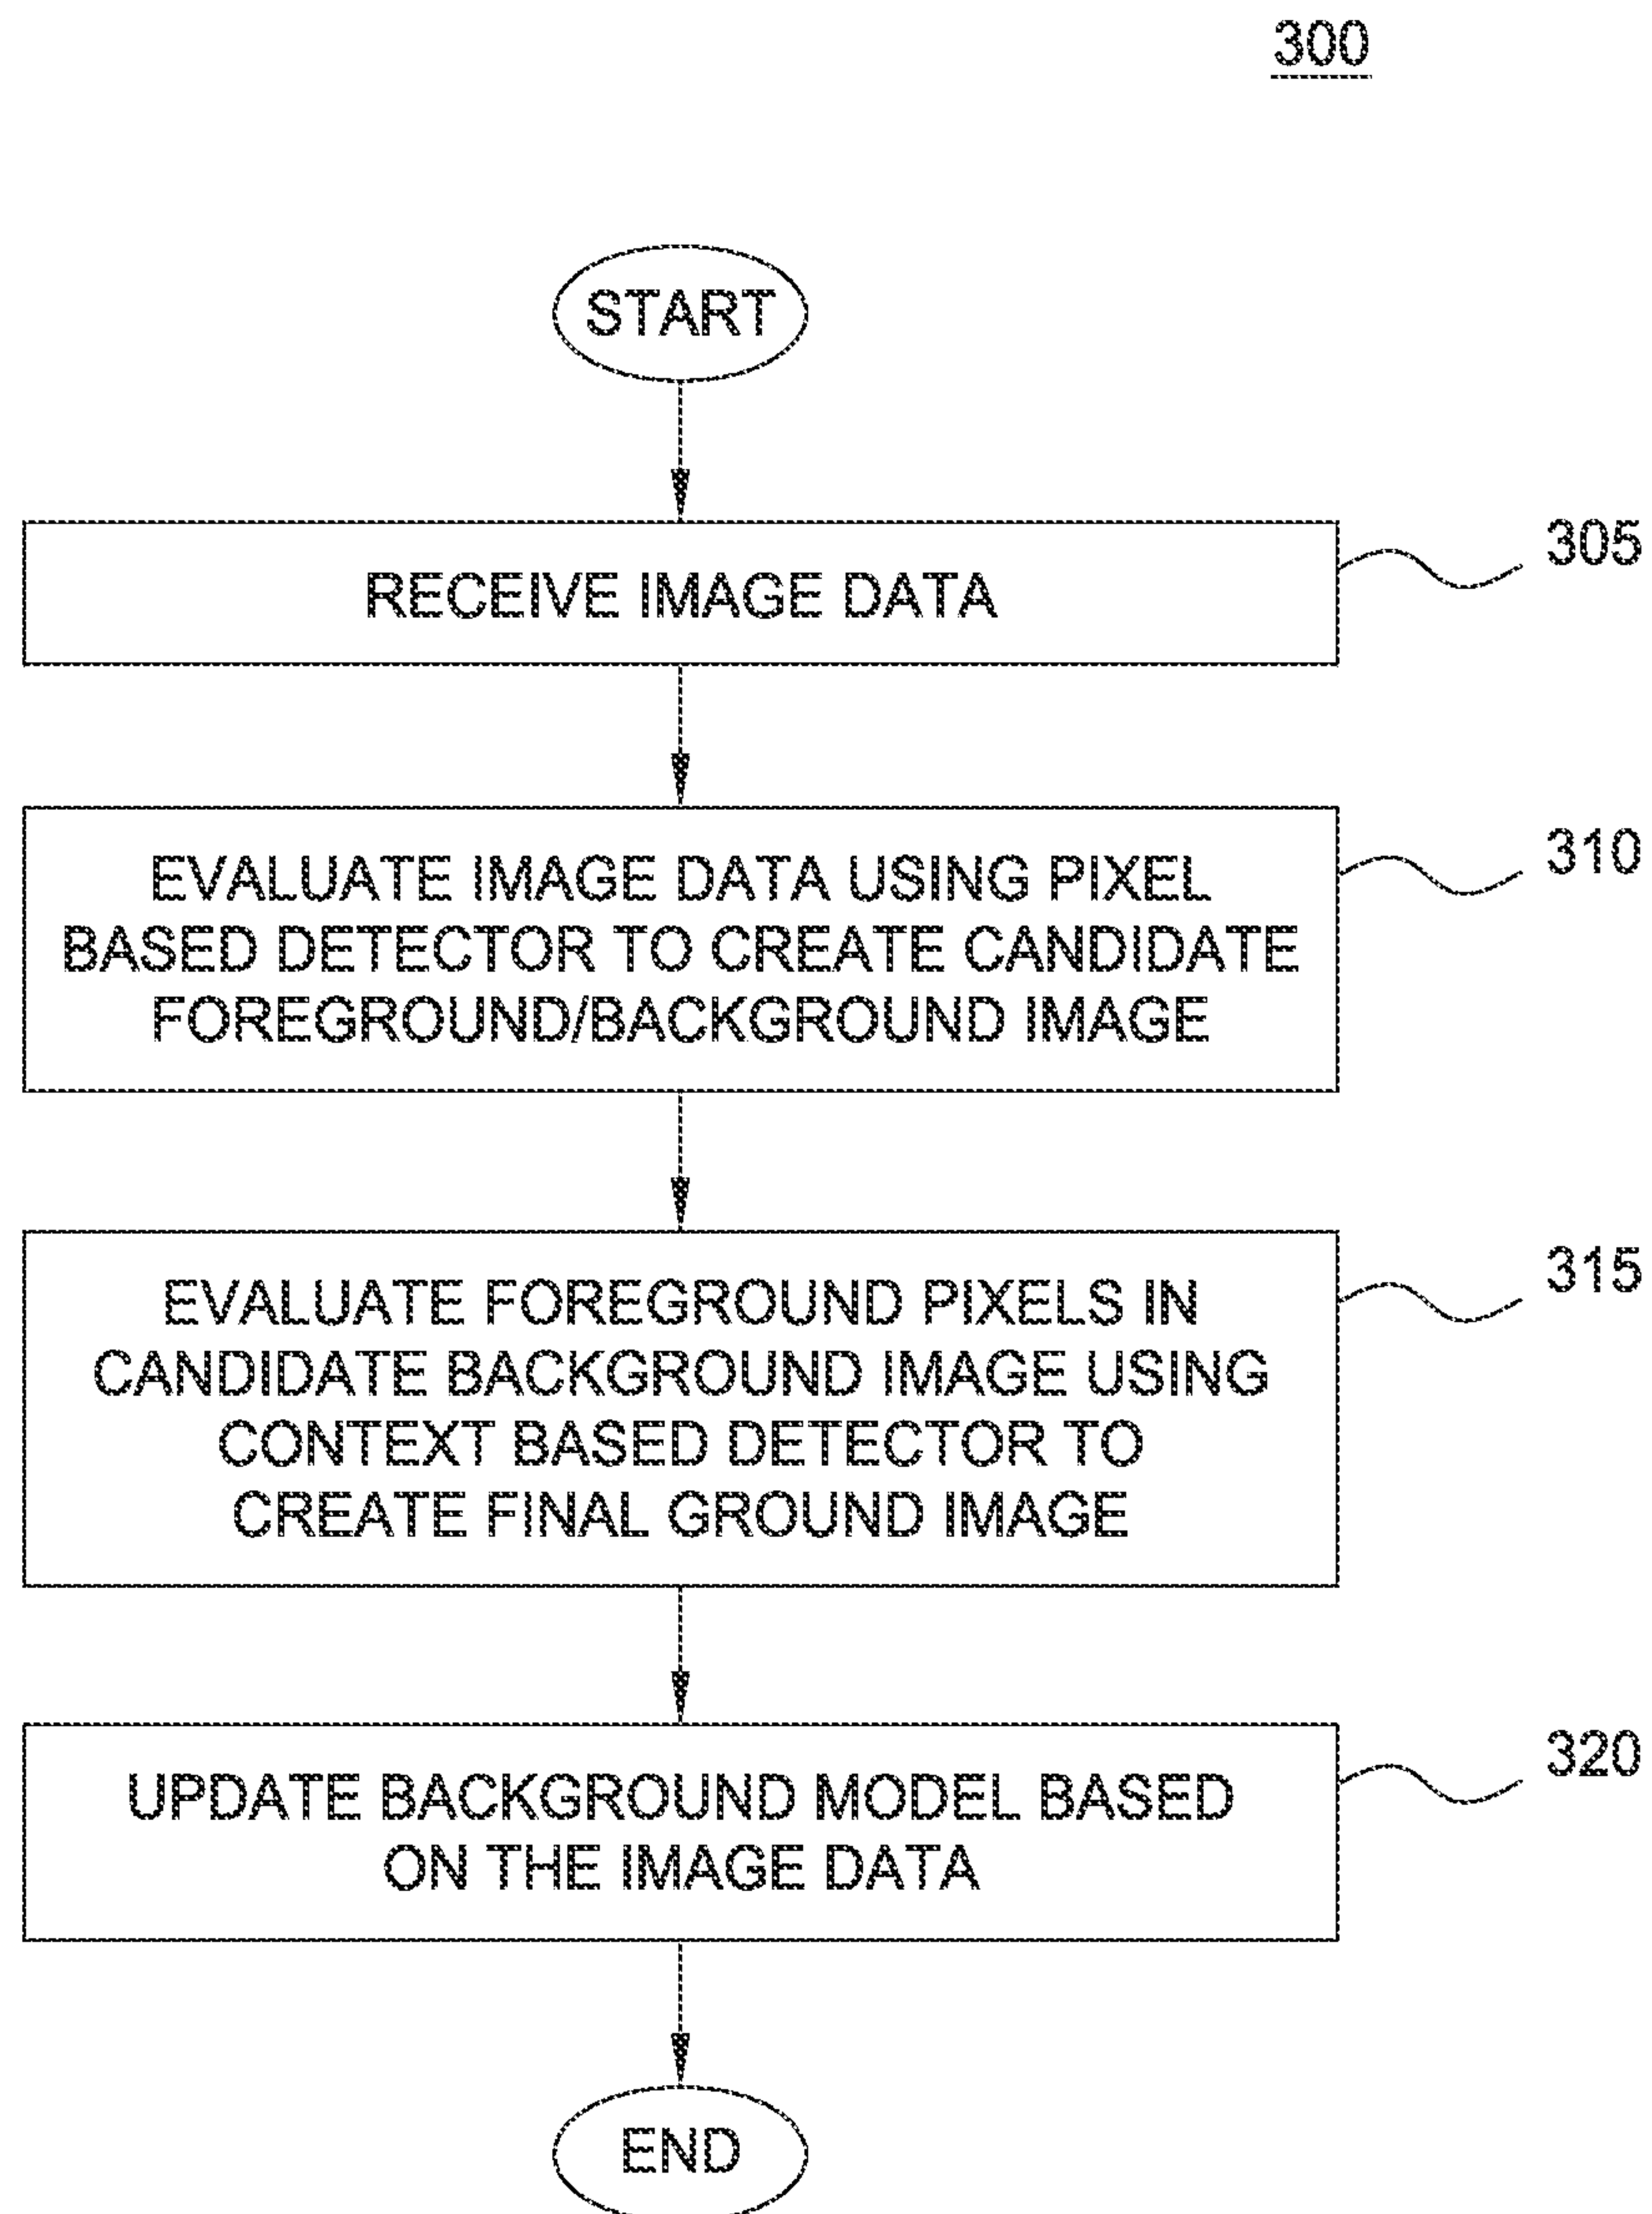 300
START
RECEIVE IMAGE DATA
305
EVALUATE IMAGE DATA USING PIXEL
BASED DETECTOR TO CREATE CANDIDATE
FOREGROUND/BACKGROUND IMAGE
310
EVALUATE FOREGROUND PIXELS IN
CANDIDATE BACKGROUND IMAGE USING
CONTEXT BASED DETECTOR TO
CREATE FINAL GROUND IMAGE
315
UPDATE BACKGROUND MODEL BASED
ON THE IMAGE DATA
320
END